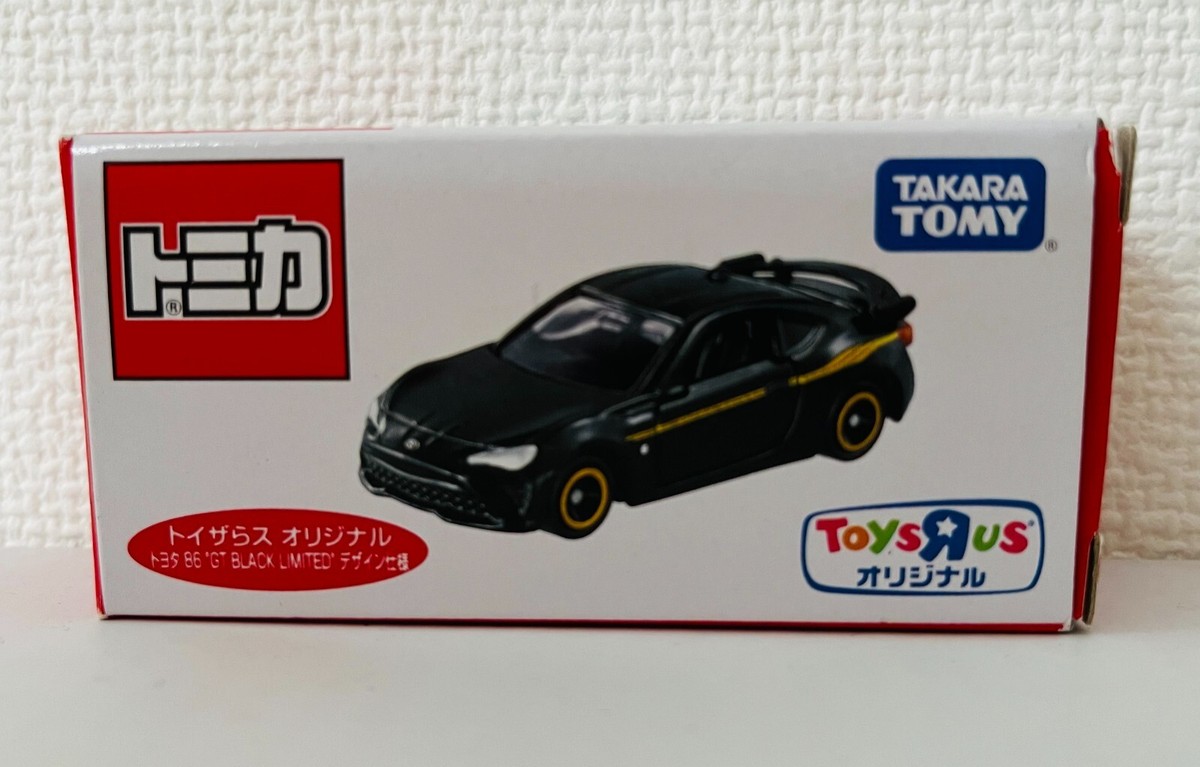 トミカ
®
TAKARA
TOMY
®
トイザらス オリジナル
トヨタ 86 "GT BLACK LIMITED" デザイン仕様
ToysЯus®
オリジナル